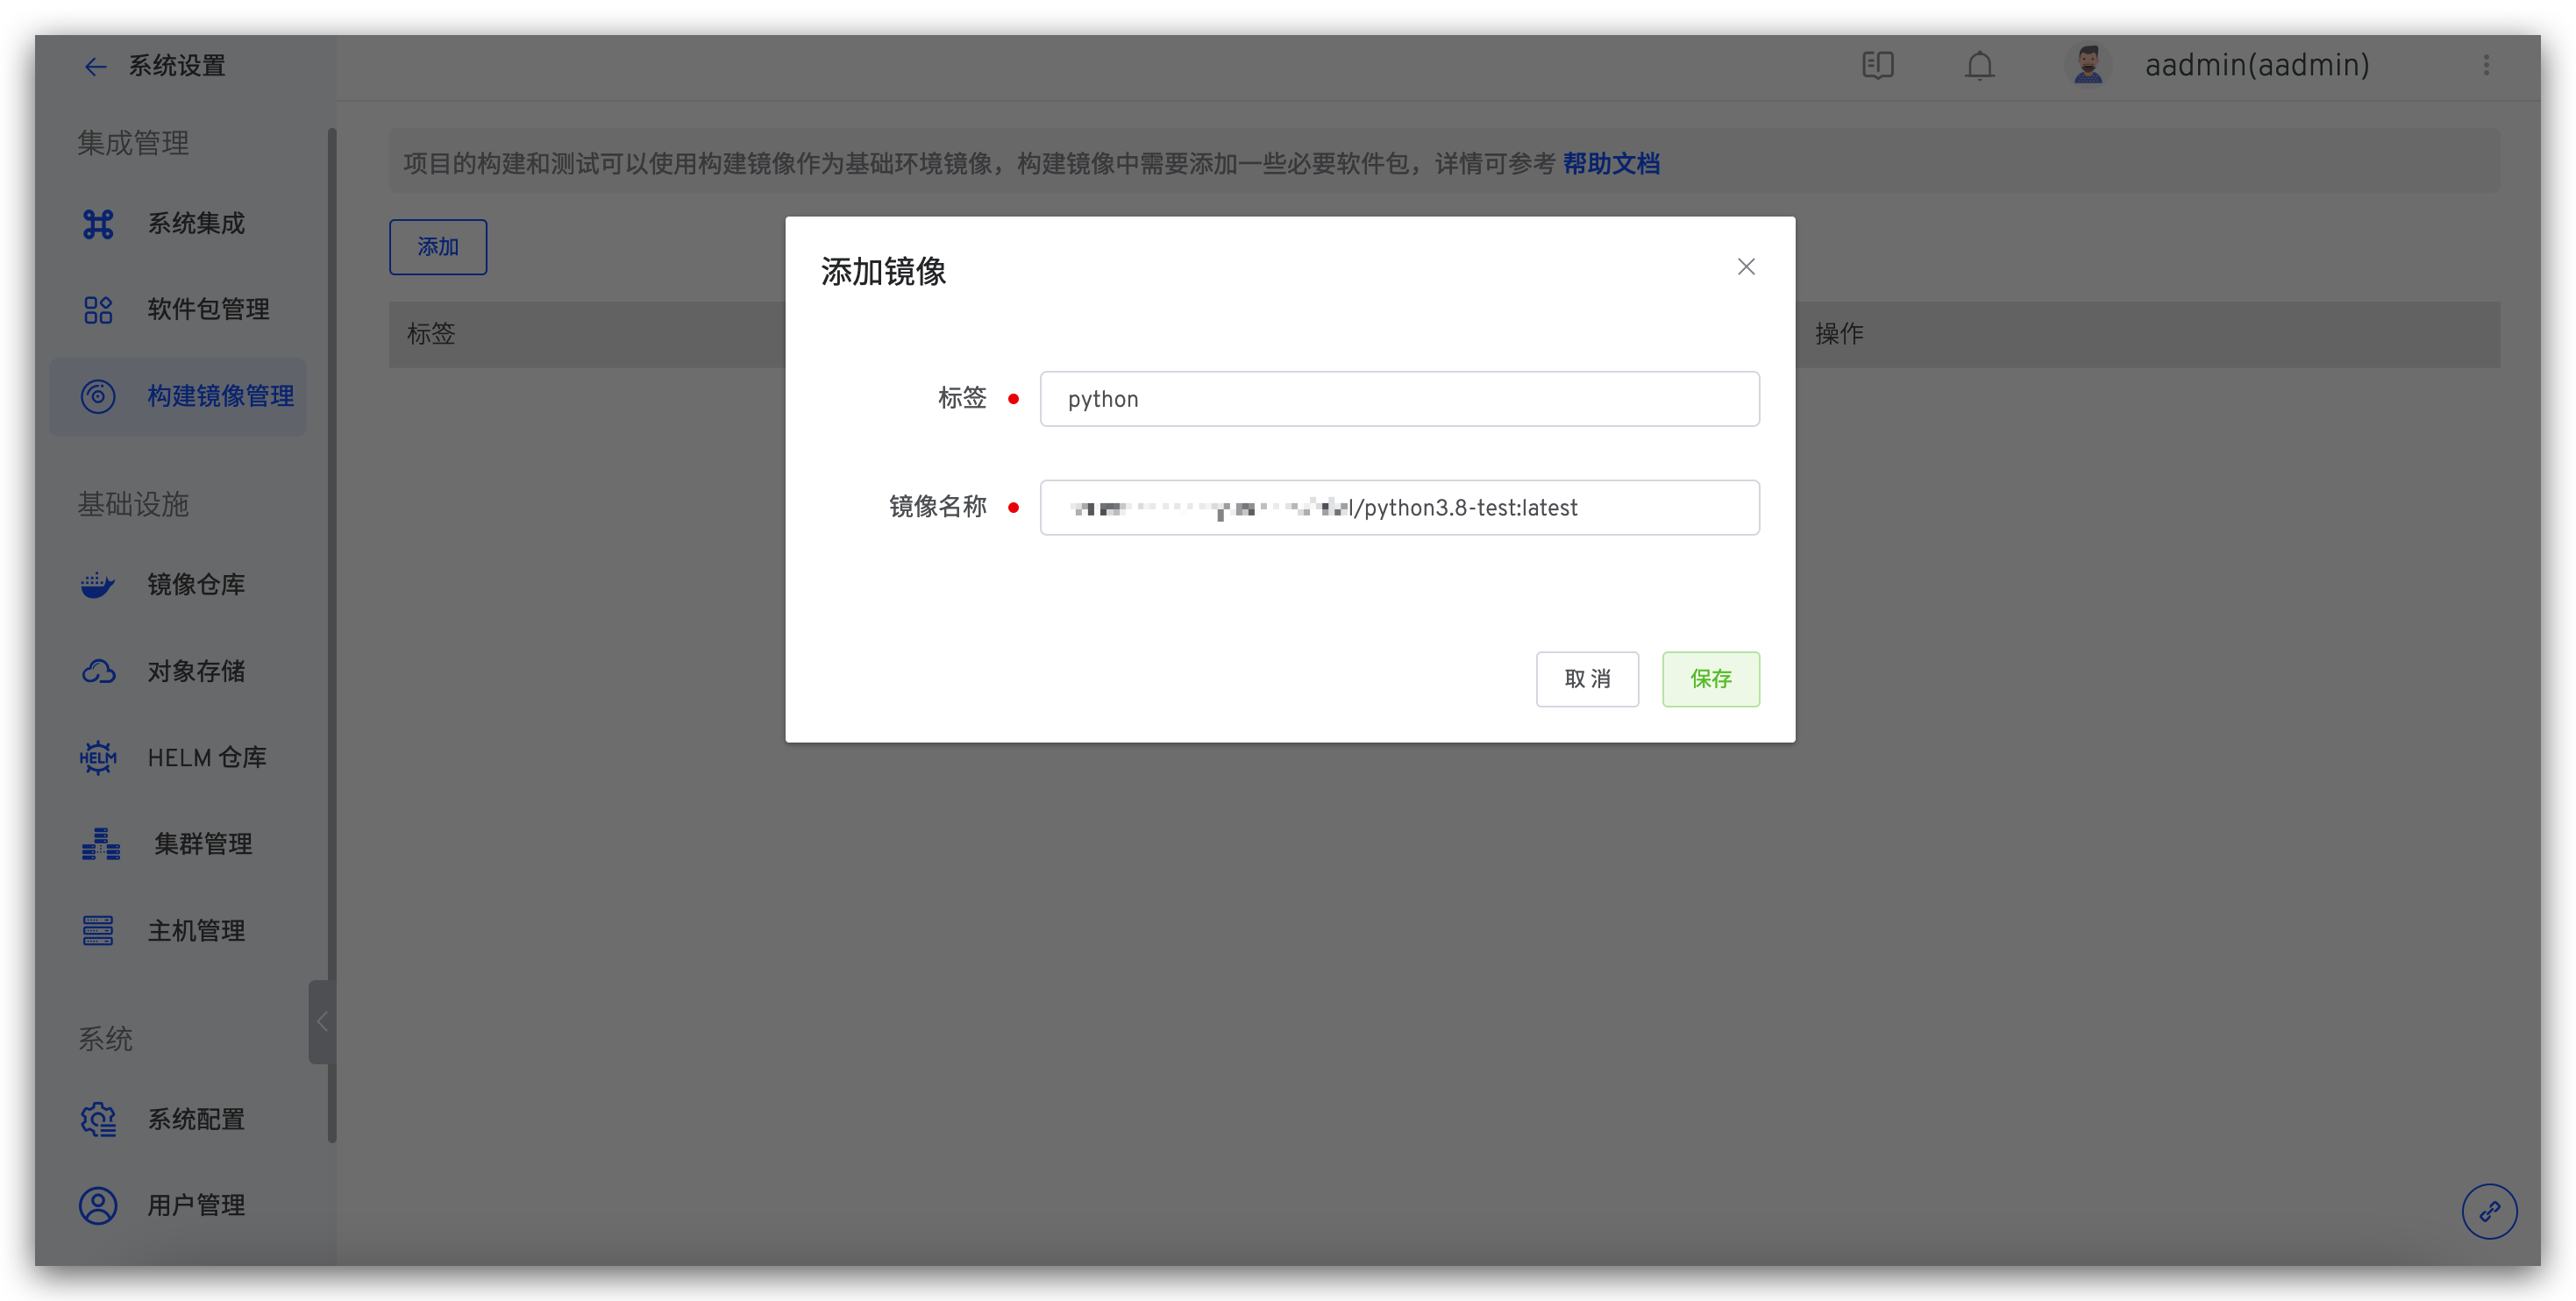 系统设置
aadmin(aadmin)
集成管理
系统集成
软件包管理
构建镜像管理
基础设施
镜像仓库
对象存储
HELM
HELM 仓库
集群管理
主机管理
系统
系统配置
用户管理
项目的构建和测试可以使用构建镜像作为基础环境镜像，构建镜像中需要添加一些必要软件包，详情可参考 帮助文档
添加
标签
操作
添加镜像
标签
python
镜像名称
l/python3.8-test:latest
取 消
保存